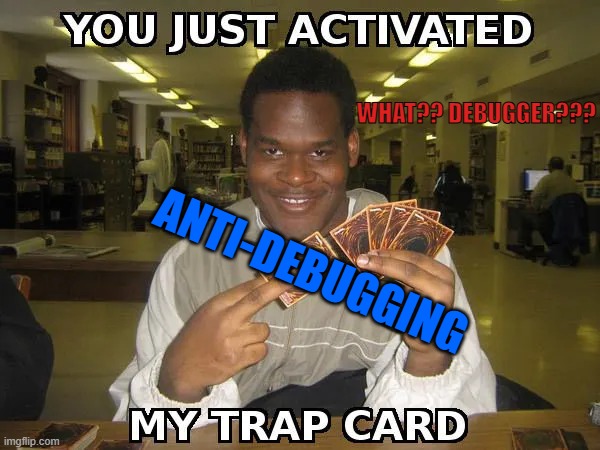 YOU JUST ACTIVATED
WHAT?? DEBUGGER???
ANTI-DEBUGGING
MY TRAP CARD
imgflip.com